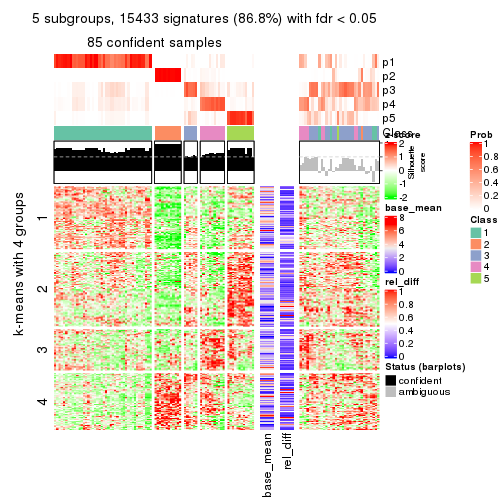 5 subgroups, 15433 signatures (86.8%) with fdr < 0.05
85 confident samples
p1
p2
p3
p4
p5
Class
Silhouette
score
k-means with 4 groups
1
2
3
4
base_mean
rel_diff
z-score
2
1
0
-1
-2
base_mean
8
6
4
2
0
rel_diff
1
0.8
0.6
0.4
0.2
0
Status (barplots)
confident
ambiguous
Prob
1
0.8
0.6
0.4
0.2
0
Class
1
2
3
4
5